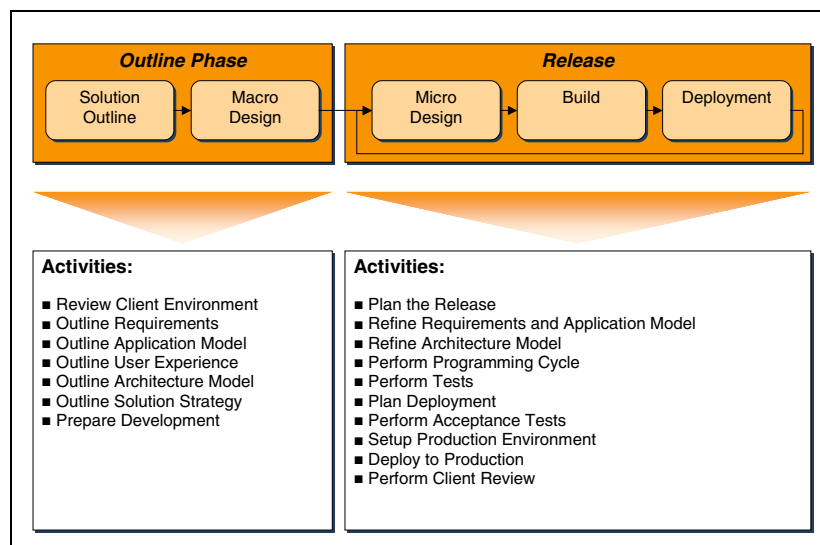 Outline Phase
Solution
Outline
Macro
Design
Release
Micro
Design
Build
Deployment
Activities:
■ Review Client Environment
■ Outline Requirements
■ Outline Application Model
■ Outline User Experience
■ Outline Architecture Model
■ Outline Solution Strategy
■ Prepare Development
Activities:
■ Plan the Release
■ Refine Requirements and Application Model
■ Refine Architecture Model
■ Perform Programming Cycle
■ Perform Tests
■ Plan Deployment
■ Perform Acceptance Tests
■ Setup Production Environment
■ Deploy to Production
■ Perform Client Review